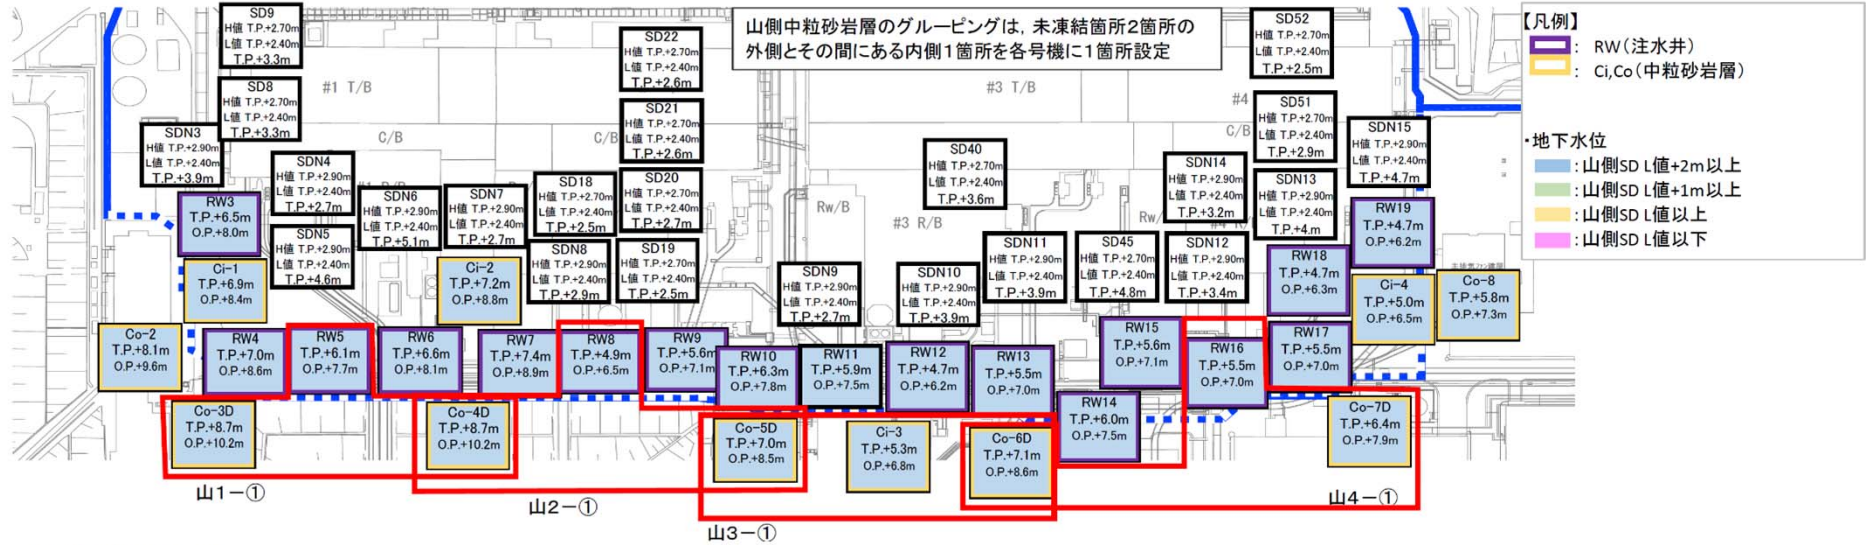 SD9
H値 T.P.+2.70m
L値 T.P.+2.40m
T.P.+3.3m
SD8
H値 T.P.+2.70m
L値 T.P.+2.40m
T.P.+3.3m
SDN3
H値 T.P.+2.90m
L値 T.P.+2.40m
T.P.+3.9m
SDN4
H値 T.P.+2.90m
L値 T.P.+2.40m
T.P.+2.7m
SDN5
H値 T.P.+2.90m
L値 T.P.+2.40m
T.P.+4.6m
SDN6
H値 T.P.+2.90m
L値 T.P.+2.40m
T.P.+5.1m
SDN7
H値 T.P.+2.90m
L値 T.P.+2.40m
T.P.+2.7m
SD18
H値 T.P.+2.70m
L値 T.P.+2.40m
T.P.+2.5m
SDN8
H値 T.P.+2.90m
L値 T.P.+2.40m
T.P.+2.9m
SD22
H値 T.P.+2.70m
L値 T.P.+2.40m
T.P.+2.6m
SD21
H値 T.P.+2.70m
L値 T.P.+2.40m
T.P.+2.6m
SD20
H値 T.P.+2.70m
L値 T.P.+2.40m
T.P.+2.7m
SD19
H値 T.P.+2.70m
L値 T.P.+2.40m
T.P.+2.5m
山側中粒砂岩層のグルーピングは，未凍結箇所2箇所の
外側とその間にある内側1箇所を各号機に1箇所設定
#1 T/B
C/B
C/B
#3 T/B
Rw/B
#3 R/B
#4
C/B
SDN9
H値 T.P.+2.90m
L値 T.P.+2.40m
T.P.+2.7m
SD40
H値 T.P.+2.70m
L値 T.P.+2.40m
T.P.+3.6m
SDN10
H値 T.P.+2.90m
L値 T.P.+2.40m
T.P.+3.9m
SDN11
H値 T.P.+2.90m
L値 T.P.+2.40m
T.P.+3.9m
SD45
H値 T.P.+2.70m
L値 T.P.+2.40m
T.P.+4.8m
SDN14
H値 T.P.+2.90m
L値 T.P.+2.40m
T.P.+3.2m
SDN12
H値 T.P.+2.90m
L値 T.P.+2.40m
T.P.+3.4m
SD52
H値 T.P.+2.70m
L値 T.P.+2.40m
T.P.+2.5m
SD51
H値 T.P.+2.70m
L値 T.P.+2.40m
T.P.+2.9m
SDN13
H値 T.P.+2.90m
L値 T.P.+2.40m
T.P.+4.m
SDN15
H値 T.P.+2.90m
L値 T.P.+2.40m
T.P.+4.7m
RW3
T.P.+6.5m
O.P.+8.0m
Ci-1
T.P.+6.9m
O.P.+8.4m
Co-2
T.P.+8.1m
O.P.+9.6m
RW4
T.P.+7.0m
O.P.+8.6m
RW5
T.P.+6.1m
O.P.+7.7m
RW6
T.P.+6.6m
O.P.+8.1m
Ci-2
T.P.+7.2m
O.P.+8.8m
RW7
T.P.+7.4m
O.P.+8.9m
RW8
T.P.+4.9m
O.P.+6.5m
RW9
T.P.+5.6m
O.P.+7.1m
RW10
T.P.+6.3m
O.P.+7.8m
RW11
T.P.+5.9m
O.P.+7.5m
RW12
T.P.+4.7m
O.P.+6.2m
RW13
T.P.+5.5m
O.P.+7.0m
RW14
T.P.+6.0m
O.P.+7.5m
RW15
T.P.+5.6m
O.P.+7.1m
RW16
T.P.+5.5m
O.P.+7.0m
RW17
T.P.+5.5m
O.P.+7.0m
RW18
T.P.+4.7m
O.P.+6.3m
RW19
T.P.+4.7m
O.P.+6.2m
Ci-4
T.P.+5.0m
O.P.+6.5m
Co-8
T.P.+5.8m
O.P.+7.3m
Co-3D
T.P.+8.7m
O.P.+10.2m
Co-4D
T.P.+8.7m
O.P.+10.2m
Co-5D
T.P.+7.0m
O.P.+8.5m
Ci-3
T.P.+5.3m
O.P.+6.8m
Co-6D
T.P.+7.1m
O.P.+8.6m
Co-7D
T.P.+6.4m
O.P.+7.9m
山1－①
山2－①
山3－①
山4－①
【凡例】
： RW（注水井）
： Ci,Co（中粒砂岩層）
・地下水位
：山側SD L値+2m以上
：山側SD L値+1m以上
：山側SD L値以上
：山側SD L値以下